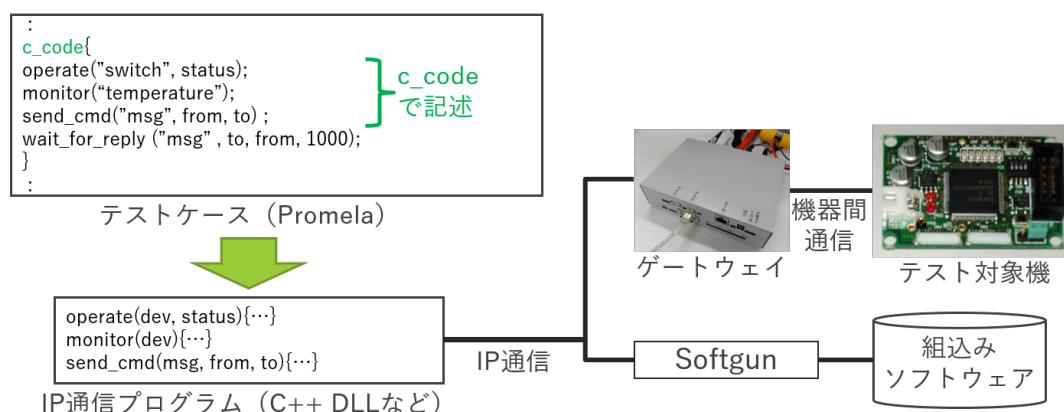 :
c_code{
operate("switch", status);
monitor("temperature");
send_cmd("msg", from, to) ;
wait_for_reply ("msg" , to, from, 1000);
}
:
c_code
で記述
テストケース（Promela）
operate(dev, status){…}
monitor(dev){…}
send_cmd(msg, from, to){…}
IP通信プログラム（C++ DLLなど）
IP通信
ゲートウェイ
機器間
通信
テスト対象機
Softgun
組込み
ソフトウェア